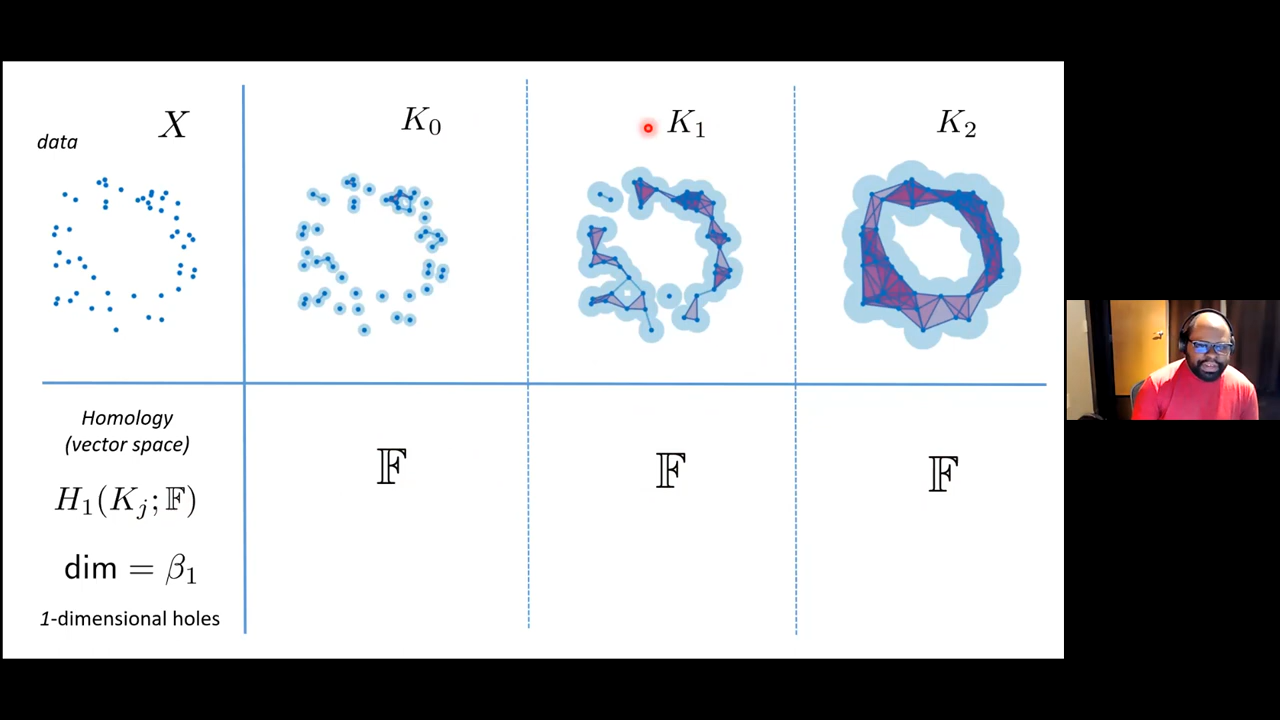 data
X
K₀
K₁
K₂
Homology
(vector space)
H₁(Kⱼ; 𝔽)
dim = β₁
1-dimensional holes
𝔽
𝔽
𝔽